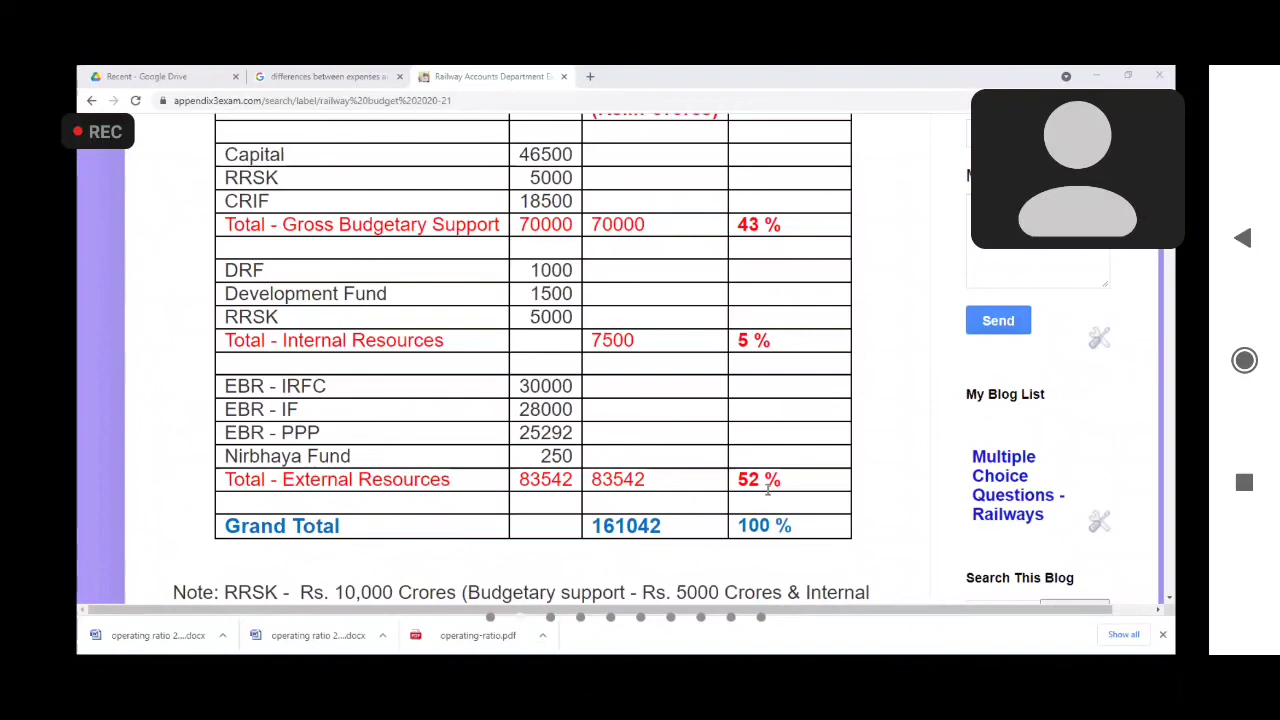 Recent - Google Drive
differences between expenses a
Railway Accounts Department E
appendix3exam.com/search/label/railway%20budget%202020-21
REC
Capital 46500
RRSK 5000
CRIF 18500
Total - Gross Budgetary Support 70000 70000 43 %
DRF 1000
Development Fund 1500
RRSK 5000
Total - Internal Resources 7500 5 %
EBR - IRFC 30000
EBR - IF 28000
EBR - PPP 25292
Nirbhaya Fund 250
Total - External Resources 83542 83542 52 %
Grand Total 161042 100 %
Note: RRSK - Rs. 10,000 Crores (Budgetary support - Rs. 5000 Crores & Internal
Send
My Blog List
Multiple
Choice
Questions -
Railways
Search This Blog
operating ratio 2....docx
operating ratio 2....docx
operating-ratio.pdf
Show all